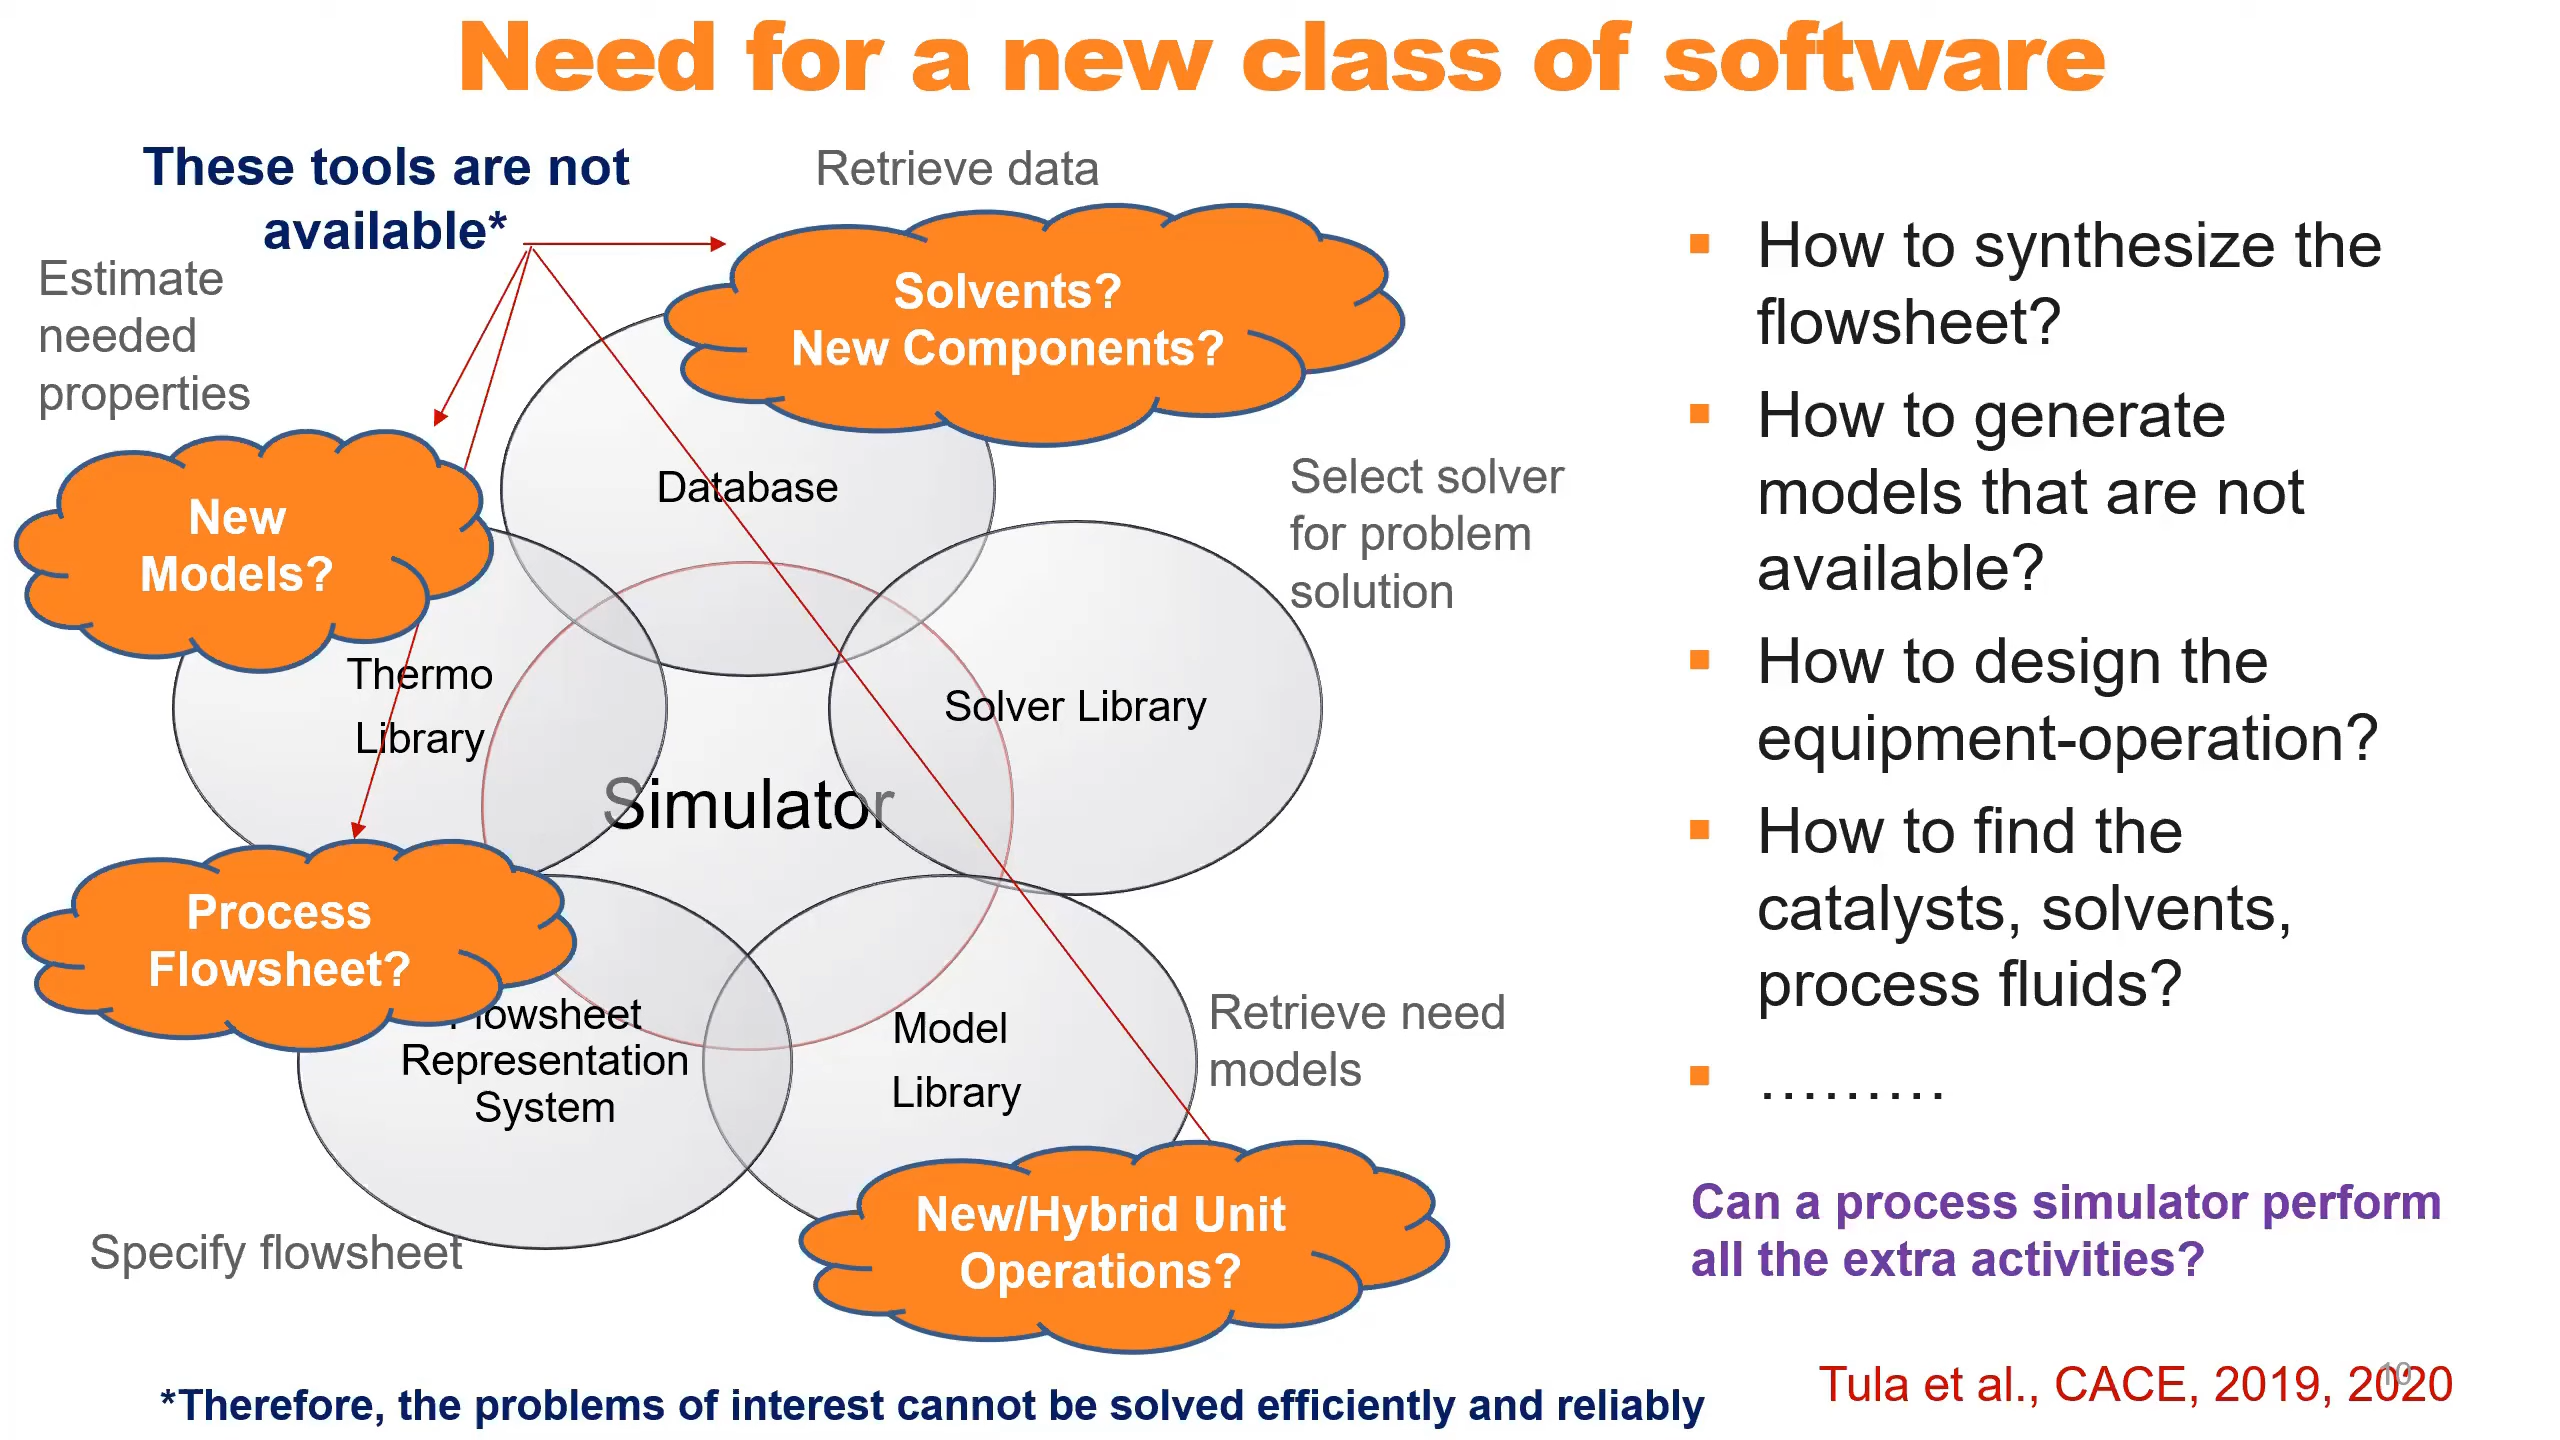 Need for a new class of software
These tools are not
available*
Retrieve data
Estimate
needed
properties
Solvents?
New Components?
Database
Select solver
for problem
solution
New
Models?
Thermo
Library
Solver Library
Simulator
Process
Flowsheet?
Flowsheet
Representation
System
Model
Library
Retrieve need
models
New/Hybrid Unit
Operations?
Specify flowsheet
*Therefore, the problems of interest cannot be solved efficiently and reliably
▪ How to synthesize the
flowsheet?
▪ How to generate
models that are not
available?
▪ How to design the
equipment-operation?
▪ How to find the
catalysts, solvents,
process fluids?
▪ ………
Can a process simulator perform
all the extra activities?
Tula et al., CACE, 2019, 2020
10